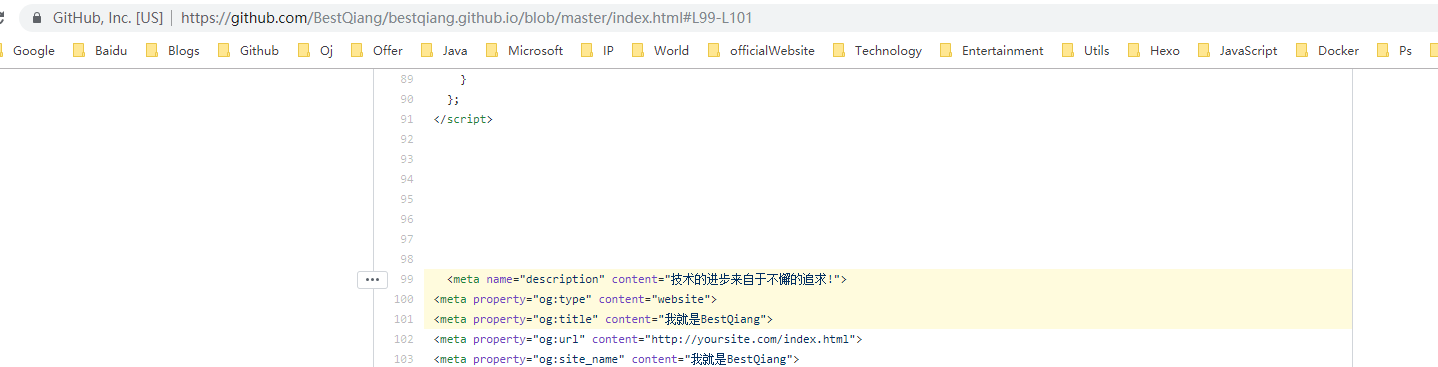 GitHub, Inc. [US] | https://github.com/BestQiang/bestqiang.github.io/blob/master/index.html#L99-L101
Google Baidu Blogs Github Oj Offer Java Microsoft IP World officialWebsite Technology Entertainment Utils Hexo JavaScript Docker Ps
89 }
90 };
91 </script>
92
93
94
95
96
97
98
99 <meta name="description" content="技术的进步来自于不懈的追求!">
100 <meta property="og:type" content="website">
101 <meta property="og:title" content="我就是BestQiang">
102 <meta property="og:url" content="http://yoursite.com/index.html">
103 <meta property="og:site_name" content="我就是BestQiang">